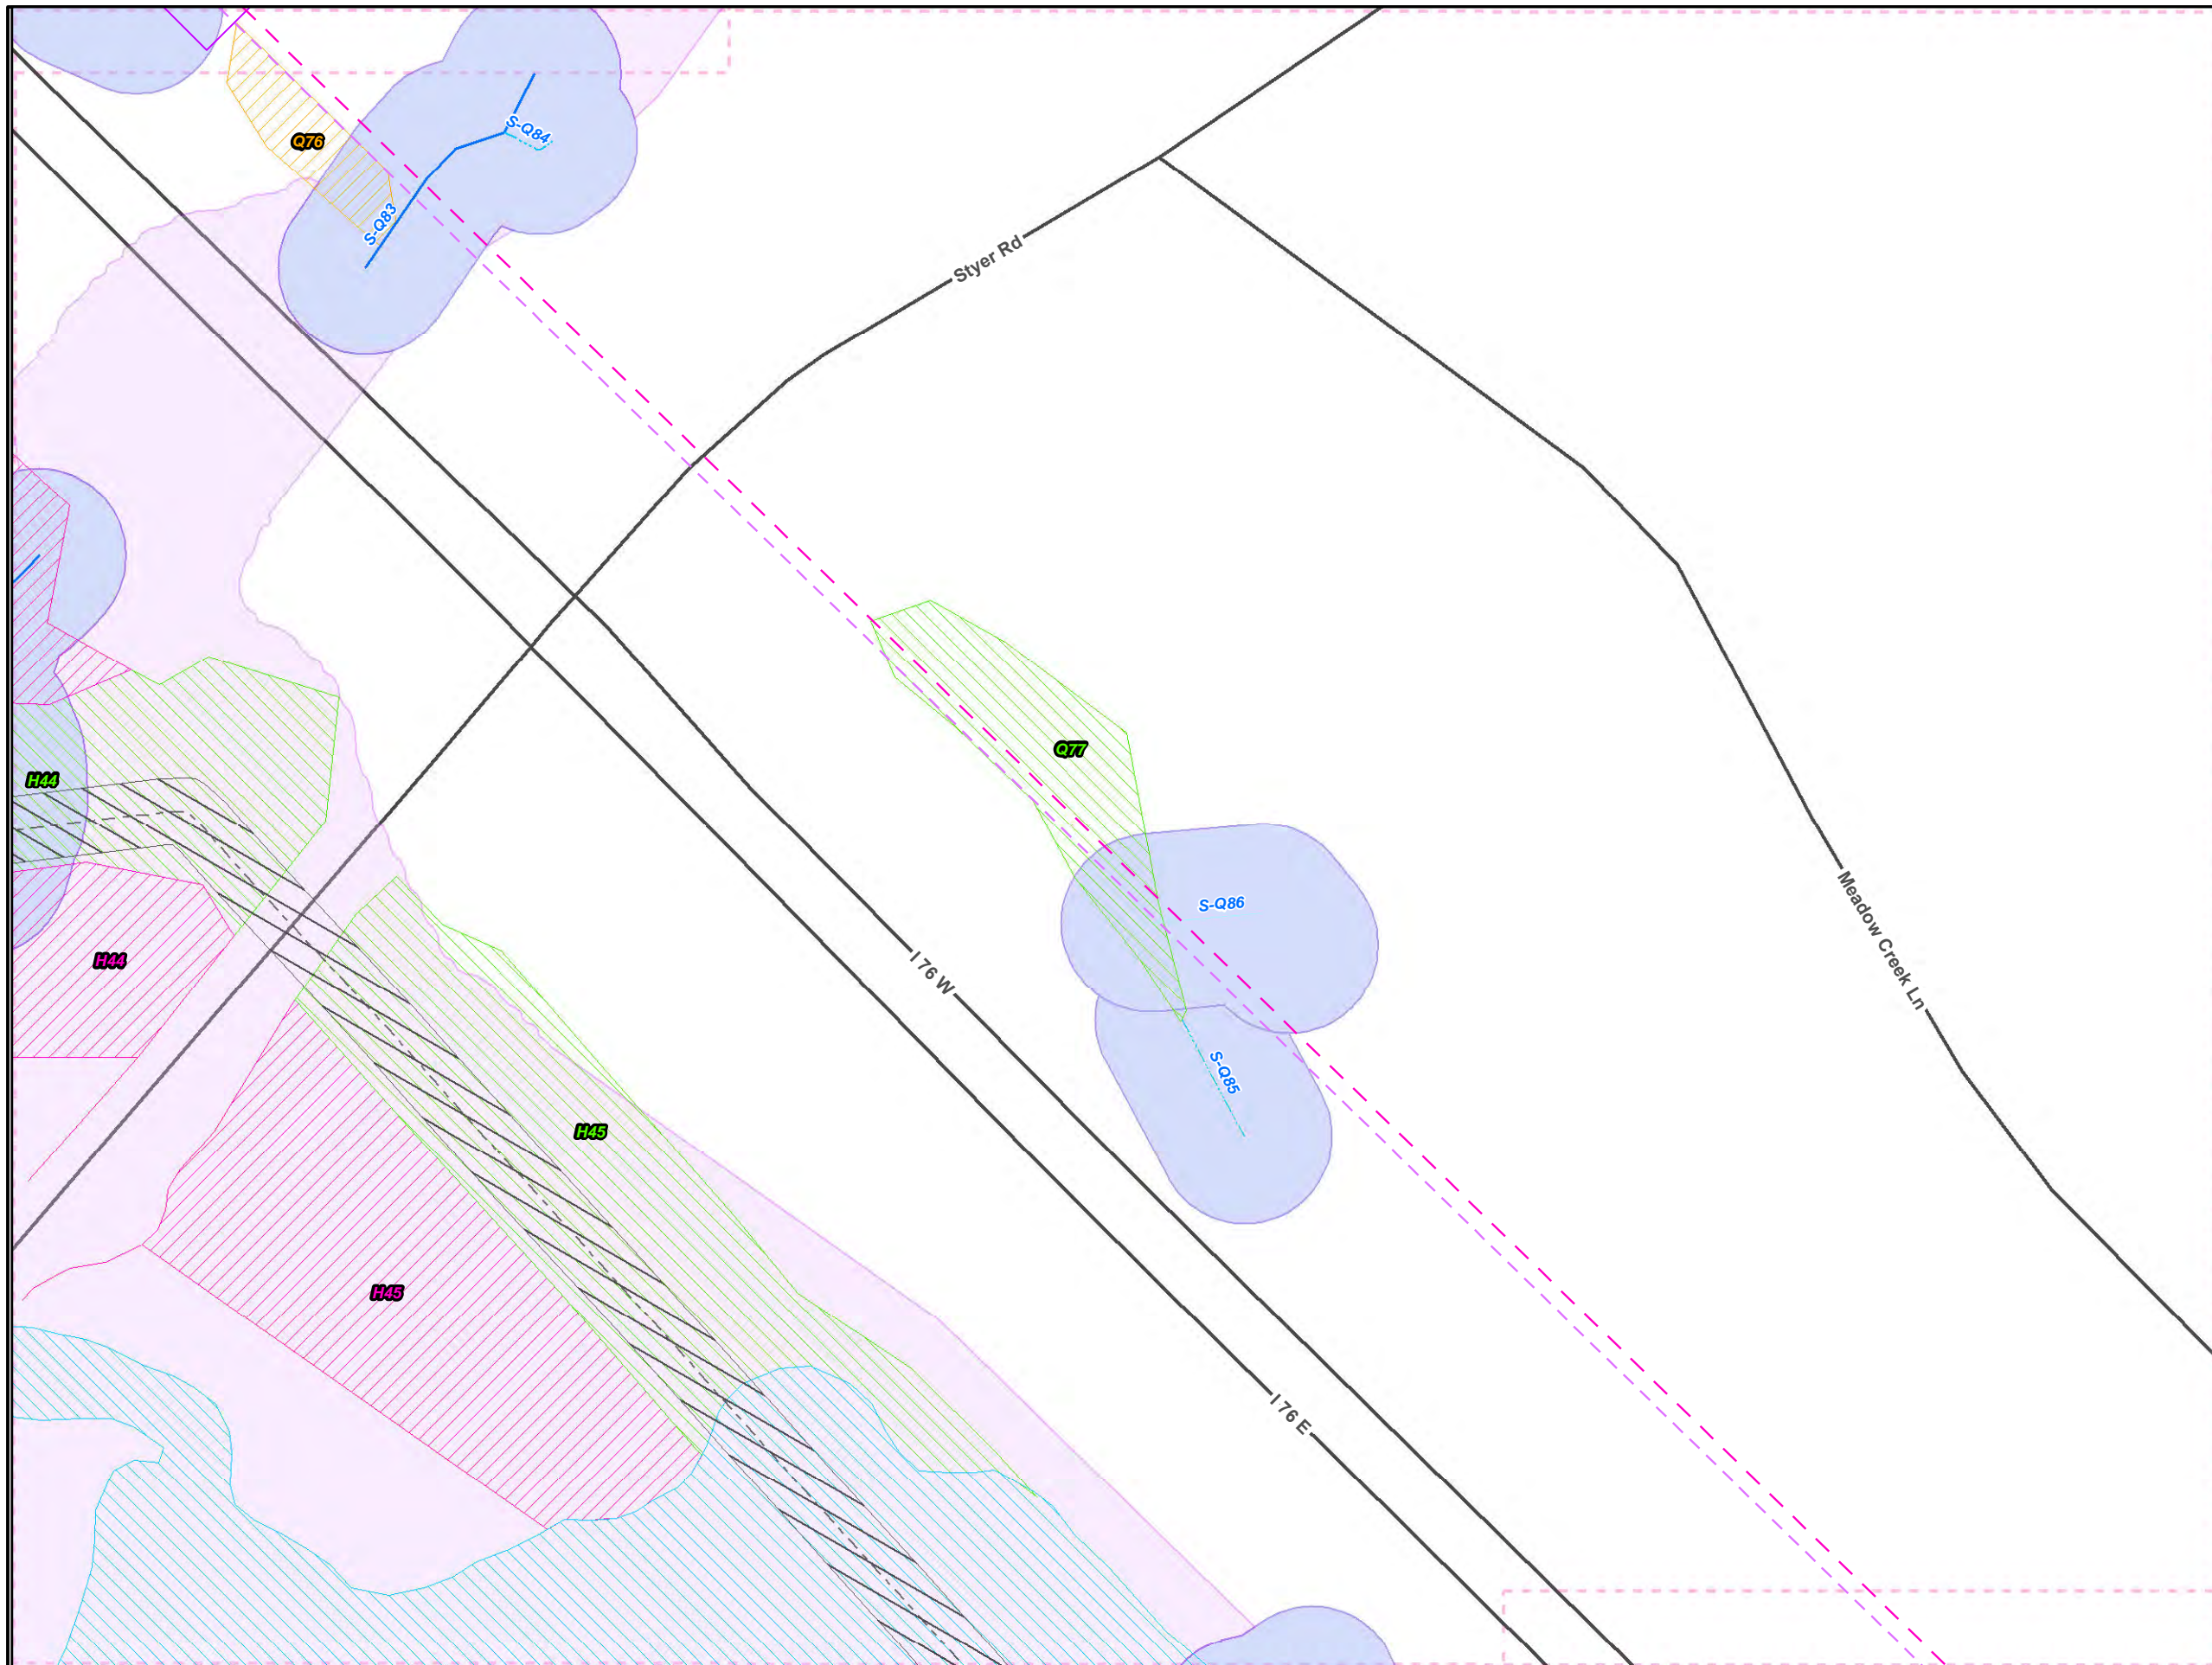 S-Q84
Q76
S-Q83
Styer Rd
Q77
H44
S-Q86
Meadow Creek Ln
H44
I 76 W
S-Q85
H45
H45
I 76 E